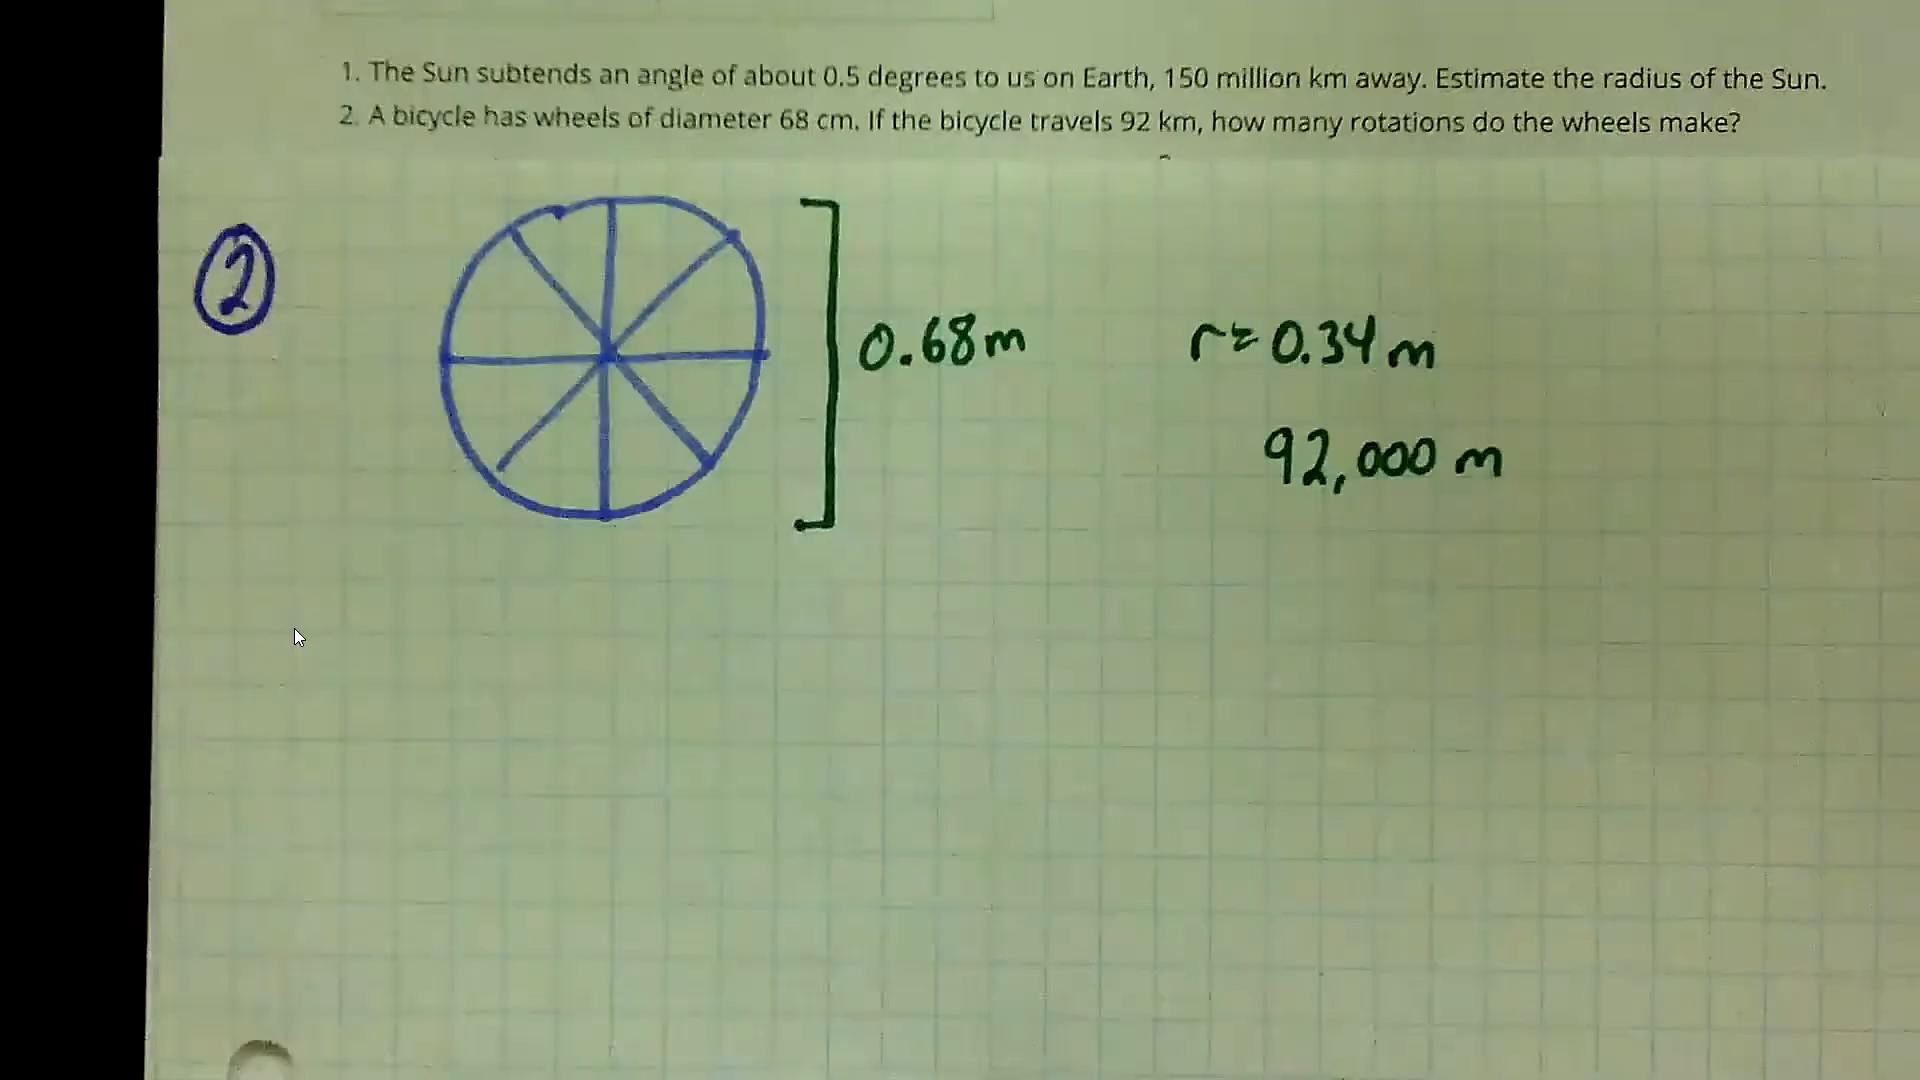 1. The Sun subtends an angle of about 0.5 degrees to us on Earth, 150 million km away. Estimate the radius of the Sun.
2. A bicycle has wheels of diameter 68 cm. If the bicycle travels 92 km, how many rotations do the wheels make?
2
0.68m
r = 0.34 m
92,000 m